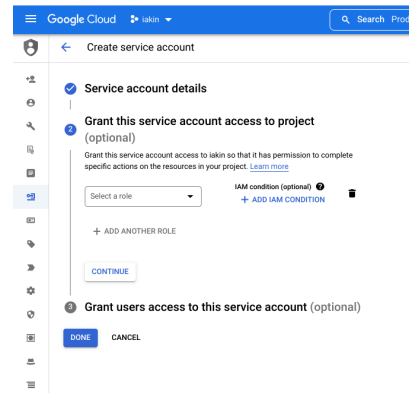 Google Cloud
iakin
Search Prod
Create service account
Service account details
2
Grant this service account access to project
(optional)
Grant this service account access to iakin so that it has permission to complete
specific actions on the resources in your project. Learn more
Select a role
IAM condition (optional) ?
+ ADD IAM CONDITION
+ ADD ANOTHER ROLE
CONTINUE
3
Grant users access to this service account (optional)
DONE
CANCEL